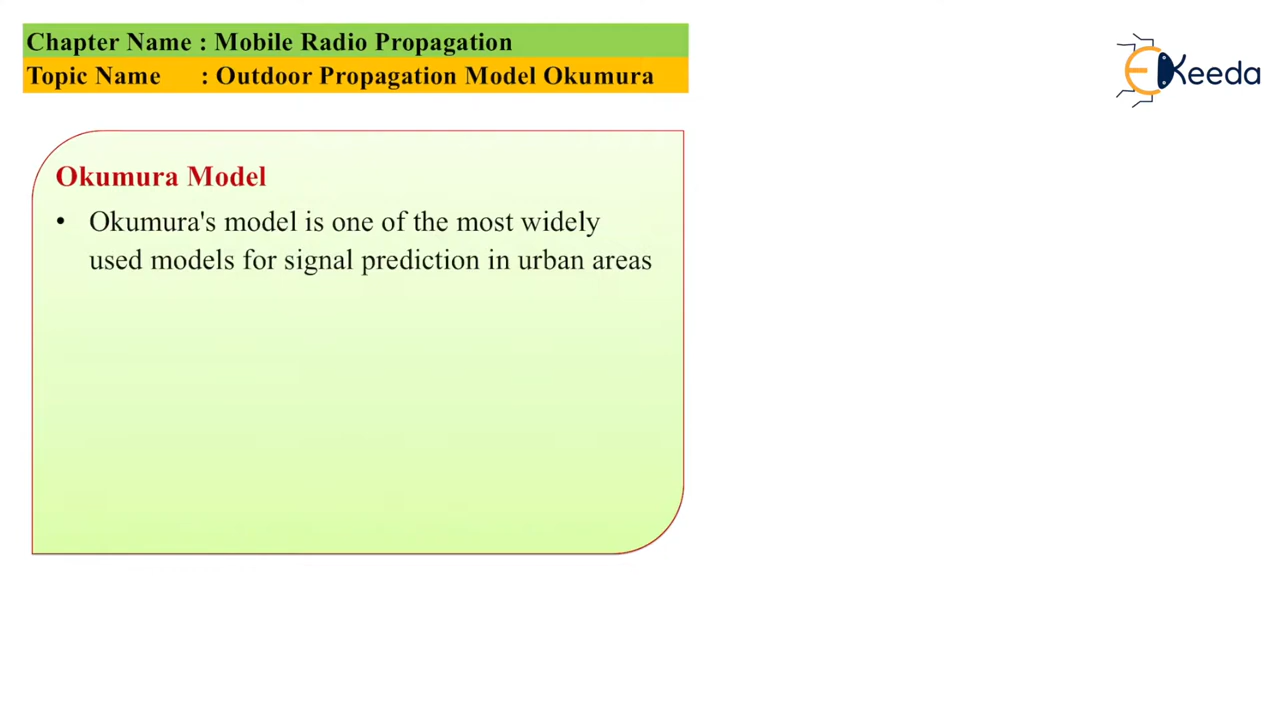 Chapter Name : Mobile Radio Propagation
Topic Name : Outdoor Propagation Model Okumura
EKeeda
Okumura Model
• Okumura's model is one of the most widely
used models for signal prediction in urban areas